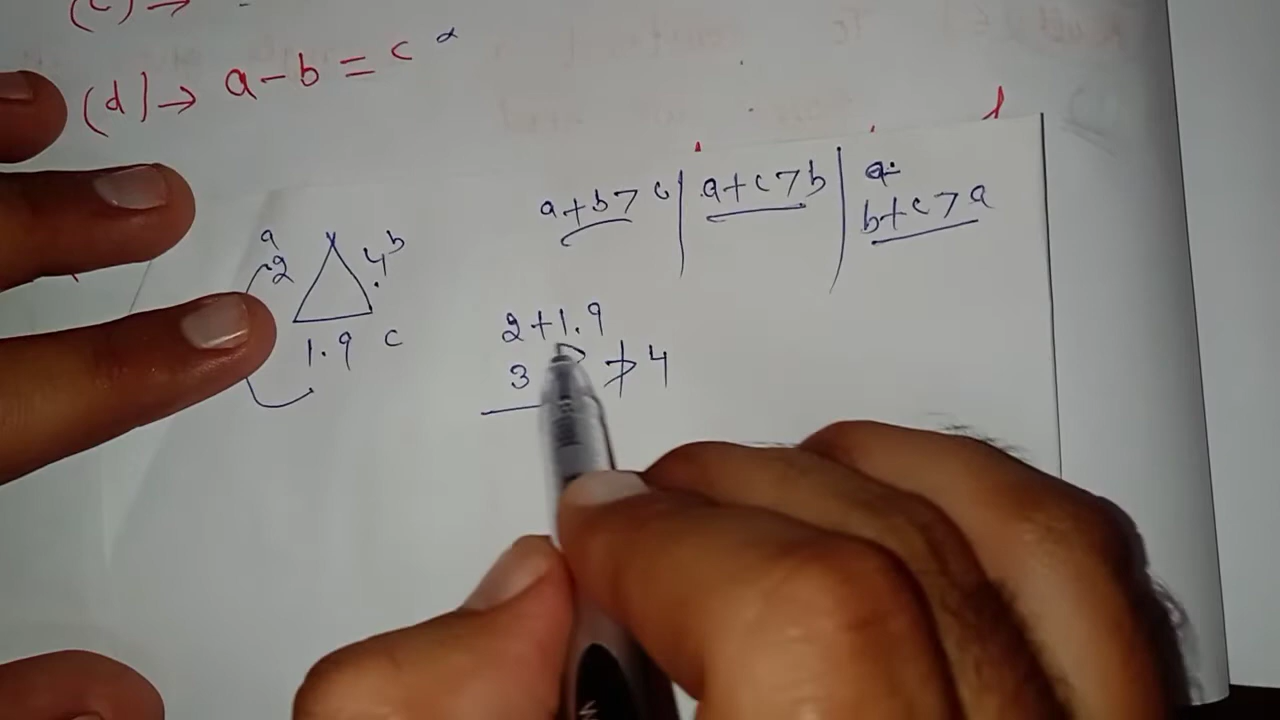 (c) →
(d) → a - b = c α
a + b > c | a + c > b | a
b + c > a
a
2 4 b
1.9 c
2 + 1.9
3 ≯ 4